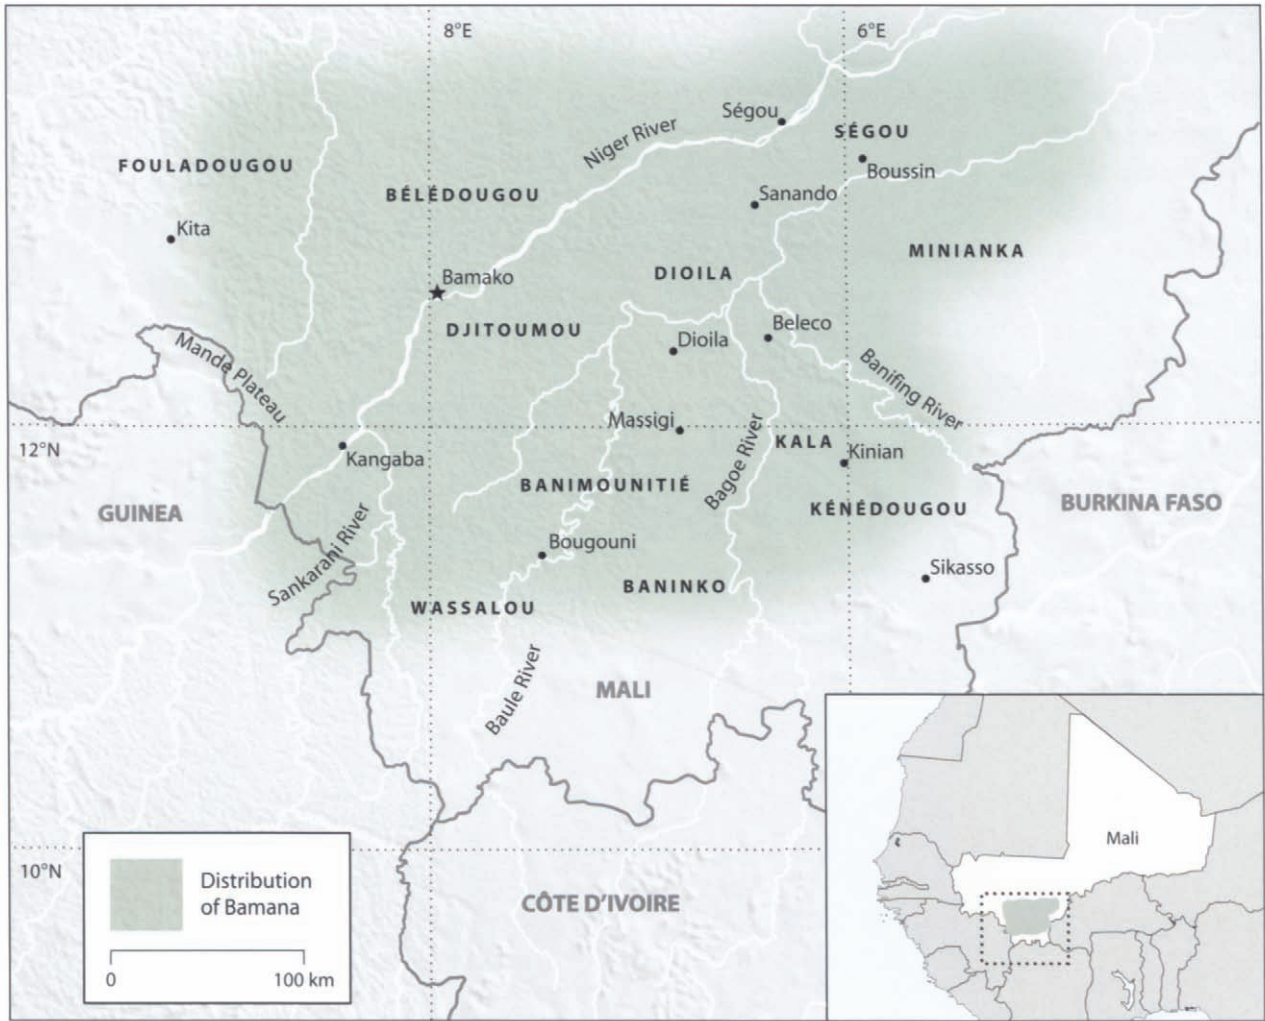 8°E
6°E
Ségou
SÉGOU
Niger River
Boussin
FOULADOUGOU
BÉLÉDOUGOU
Sanando
Kita
MINIANKA
DIOILA
Bamako
DJITOUMOU
Beleco
Dioila
Mande Plateau
Banifing River
Massigi
12°N
KALA
Kangaba
Kinian
Bagoe River
BANIMOUNITIÉ
GUINEA
KÉNÉDOUGOU
BURKINA FASO
Bougouni
Sankarani River
Sikasso
BANINKO
WASSALOU
MALI
Baule River
Mali
10°N
Distribution
of Bamana
CÔTE D'IVOIRE
0 100 km